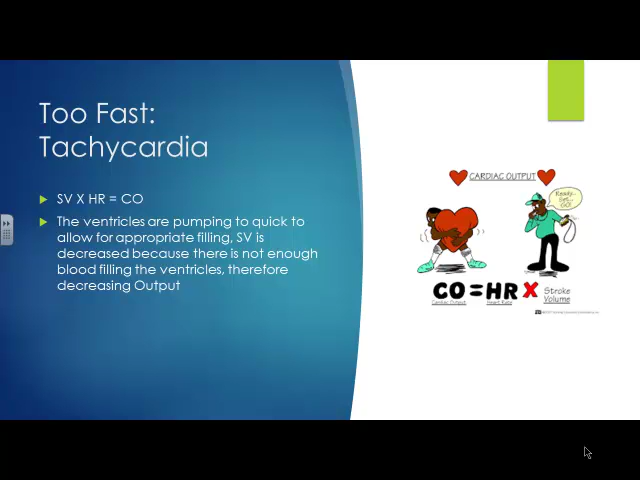 Too Fast:
Tachycardia
SV X HR = CO
The ventricles are pumping to quick to
allow for appropriate filling, SV is
decreased because there is not enough
blood filling the ventricles, therefore
decreasing Output
CARDIAC OUTPUT
Ready..
Set...
GO!
CO=HR X Stroke
Cardiac Output Heart Rate Volume